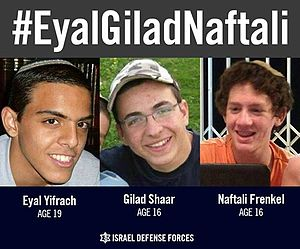 #EyalGiladNaftali
Eyal Yifrach Gilad Shaar Naftali Frenkel
AGE 19 AGE 16 AGE 16
ISRAEL DEFENSE FORCES